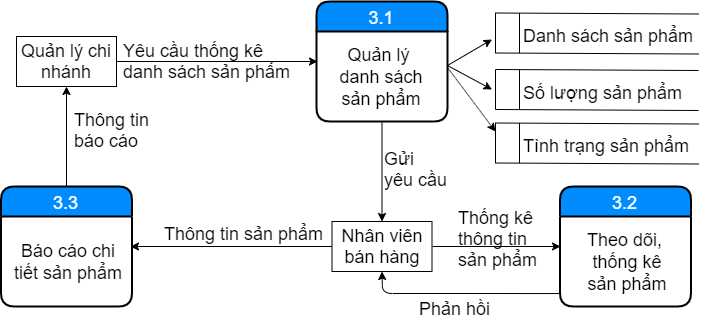 3.1
Quản lý
danh sách
sản phẩm
Quản lý chi
nhánh
Yêu cầu thống kê
danh sách sản phẩm
Danh sách sản phẩm
Số lượng sản phẩm
Tình trạng sản phẩm
Thông tin
báo cáo
Gửi
yêu cầu
3.3
Báo cáo chi
tiết sản phẩm
Thông tin sản phẩm
Nhân viên
bán hàng
Thống kê
thông tin
sản phẩm
3.2
Theo dõi,
thống kê
sản phẩm
Phản hồi